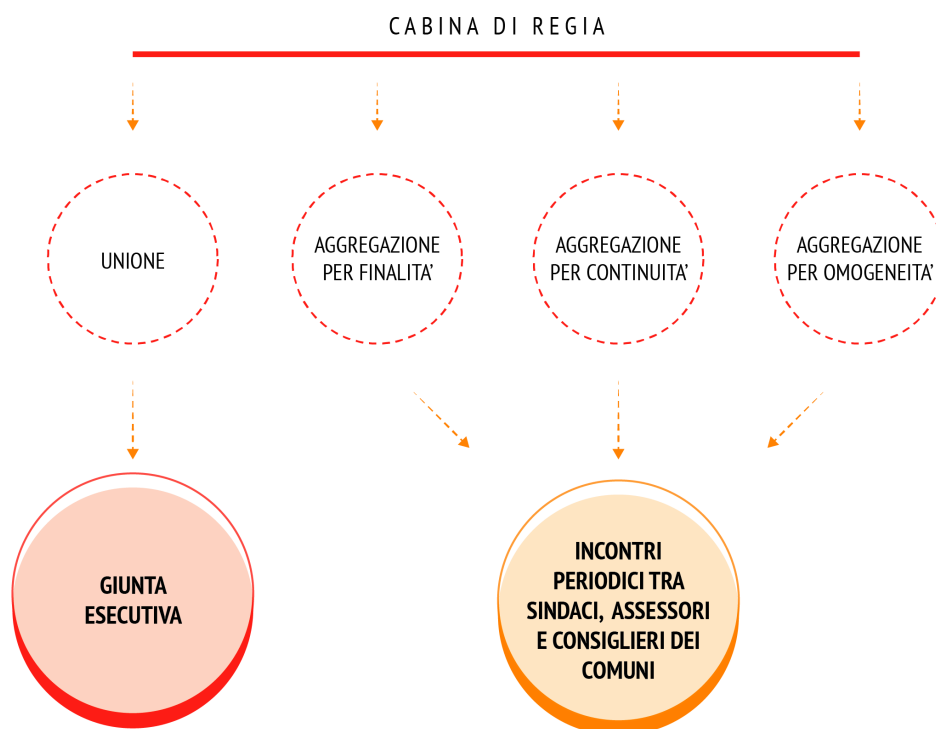 CABINA DI REGIA
UNIONE
AGGREGAZIONE
PER FINALITA’
AGGREGAZIONE
PER CONTINUITA’
AGGREGAZIONE
PER OMOGENEITA’
GIUNTA
ESECUTIVA
INCONTRI
PERIODICI TRA
SINDACI, ASSESSORI
E CONSIGLIERI DEI
COMUNI